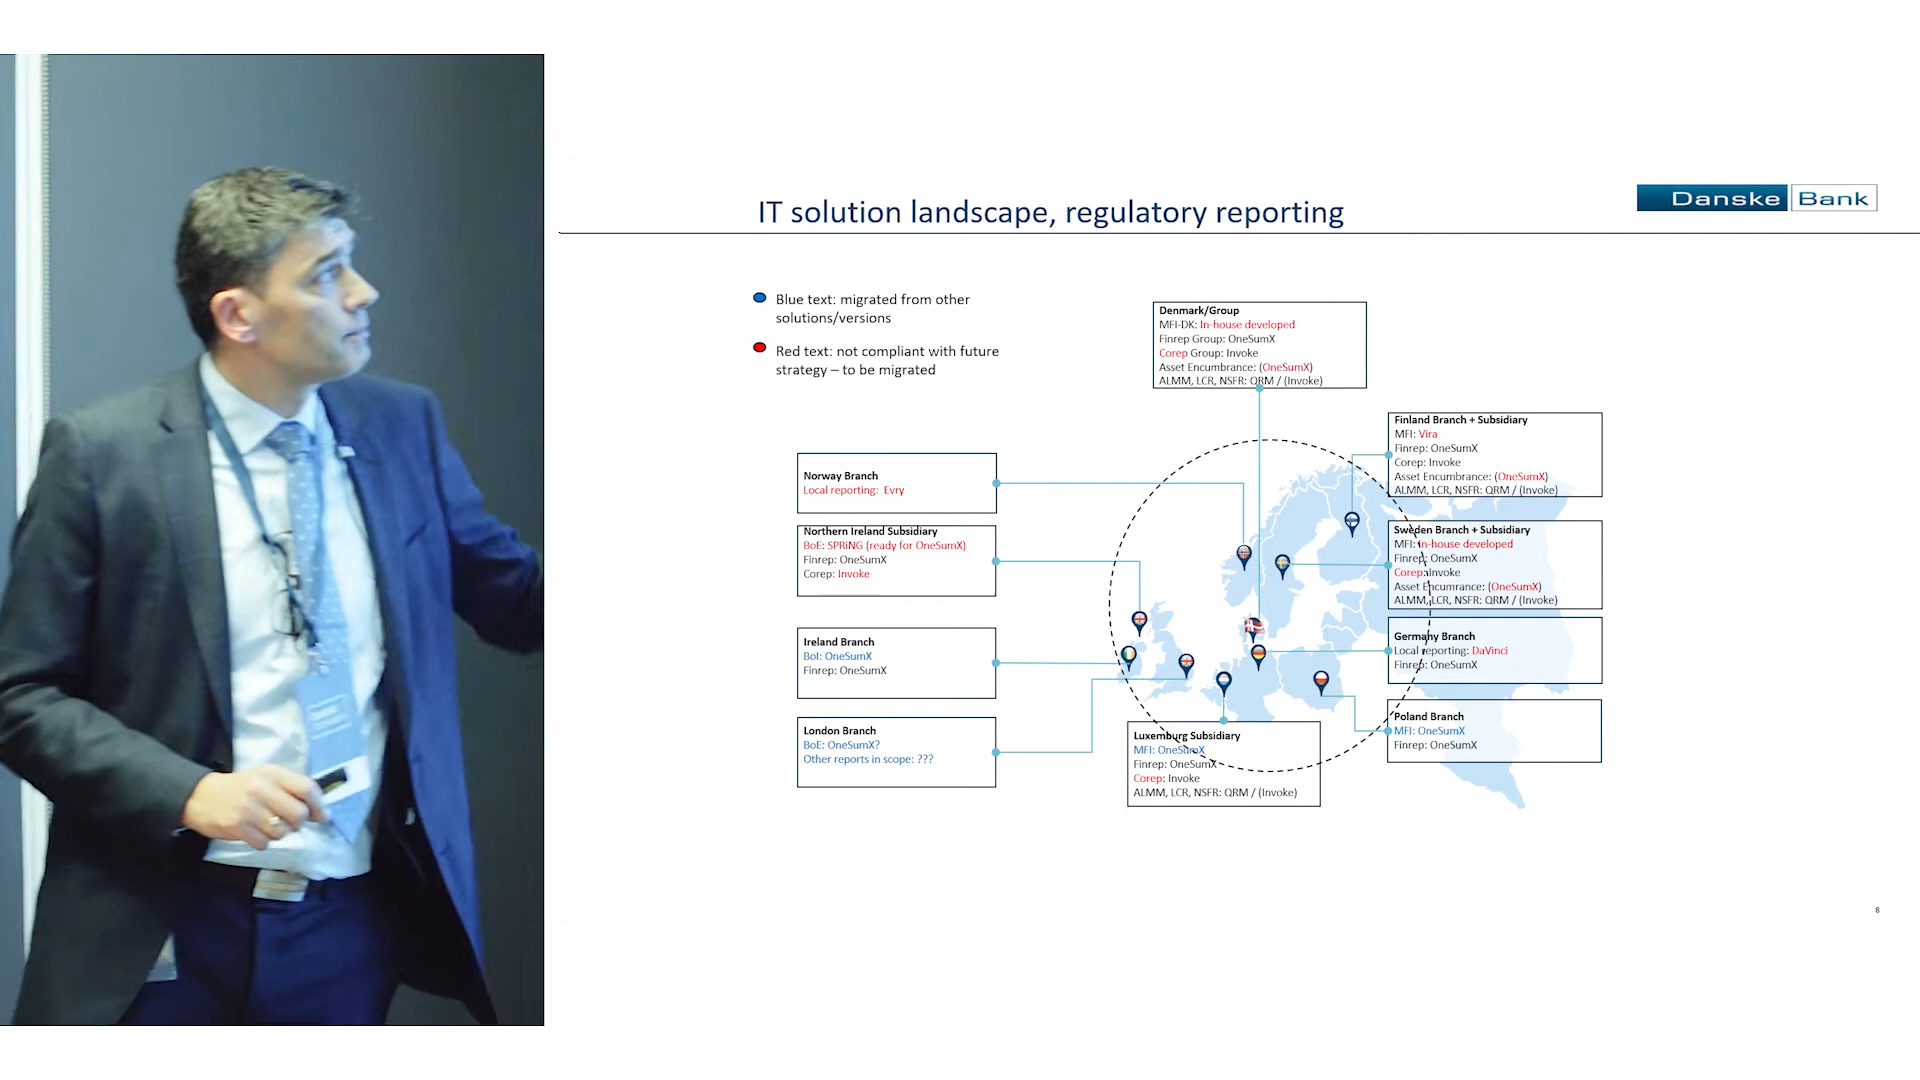 IT solution landscape, regulatory reporting
Danske Bank
Blue text: migrated from other
solutions/versions
Red text: not compliant with future
strategy – to be migrated
Denmark/Group
MFI-DK: In-house developed
Finrep Group: OneSumX
Corep Group: Invoke
Asset Encumbrance: (OneSumX)
ALMM, LCR, NSFR: QRM / (Invoke)
Finland Branch + Subsidiary
MFI: Vira
Finrep: OneSumX
Corep: Invoke
Asset Encumbrance: (OneSumX)
ALMM, LCR, NSFR: QRM / (Invoke)
Norway Branch
Local reporting: Evry
Northern Ireland Subsidiary
BoE: SPRiNG (ready for OneSumX)
Finrep: OneSumX
Corep: Invoke
Sweden Branch + Subsidiary
MFI: In-house developed
Finrep: OneSumX
Corep: Invoke
Asset Encumrance: (OneSumX)
ALMM, LCR, NSFR: QRM / (Invoke)
Ireland Branch
BoI: OneSumX
Finrep: OneSumX
Germany Branch
Local reporting: DaVinci
Finrep: OneSumX
London Branch
BoE: OneSumX?
Other reports in scope: ???
Luxemburg Subsidiary
MFI: OneSumX
Finrep: OneSumX
Corep: Invoke
ALMM, LCR, NSFR: QRM / (Invoke)
Poland Branch
MFI: OneSumX
Finrep: OneSumX
8